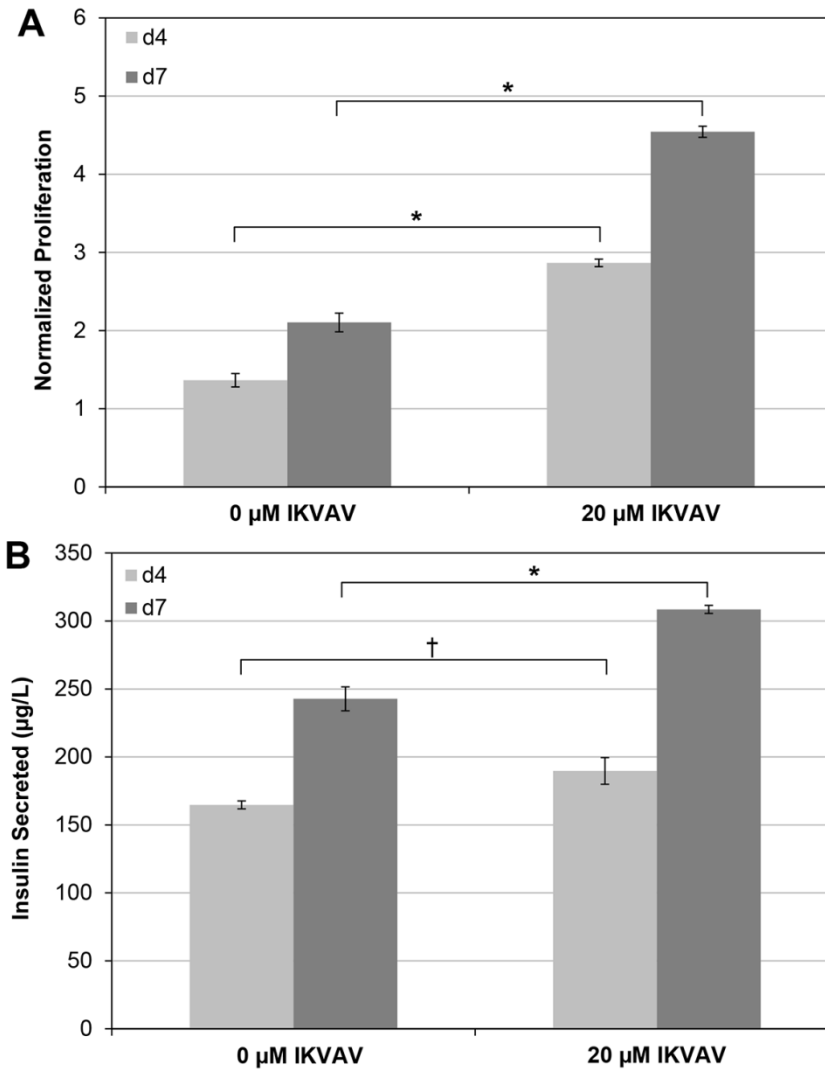 A
d4
d7
6
5
4
3
2
1
0
Normalized Proliferation
*
*
0 µM IKVAV
20 µM IKVAV
B
d4
d7
350
300
250
200
150
100
50
0
Insulin Secreted (µg/L)
*
†
0 µM IKVAV
20 µM IKVAV